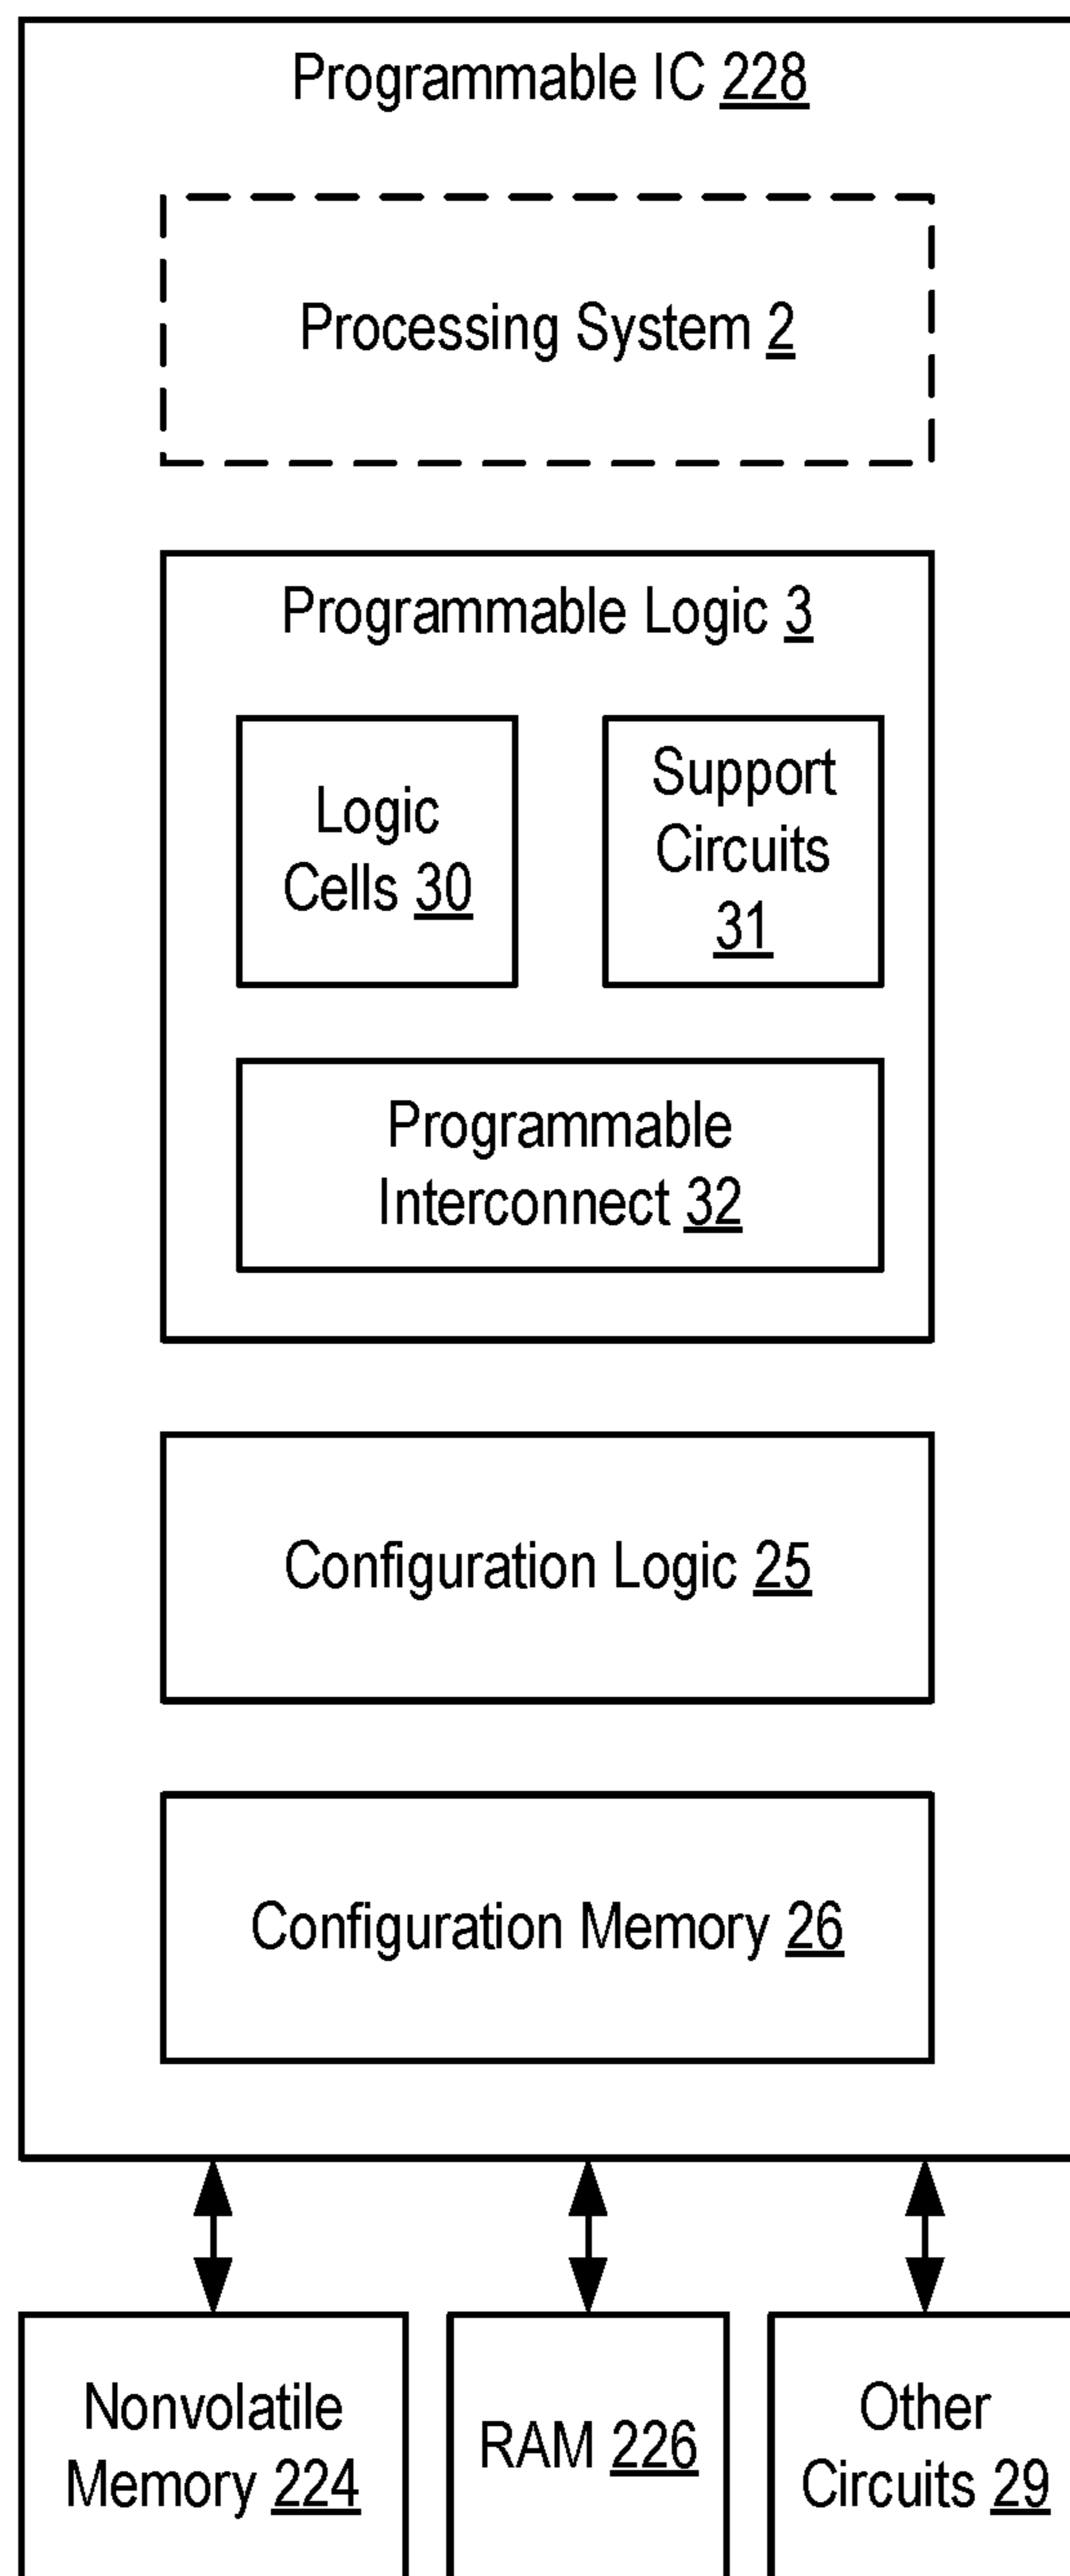 Programmable IC 228
Processing System 2
Programmable Logic 3
Logic
Cells 30
Support
Circuits
31
Programmable
Interconnect 32
Configuration Logic 25
Configuration Memory 26
Nonvolatile
Memory 224
RAM 226
Other
Circuits 29